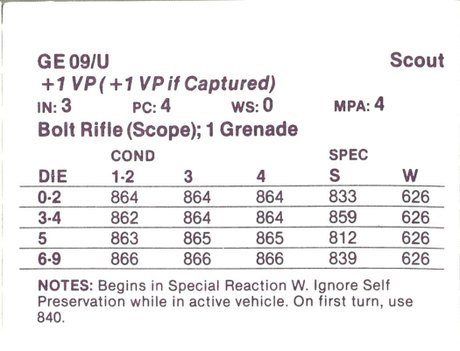 GE 09/U Scout
+1 VP ( +1 VP if Captured)
IN: 3 PC: 4 WS: 0 MPA: 4
Bolt Rifle (Scope); 1 Grenade
COND SPEC
DIE 1-2 3 4 S W
0-2 864 864 864 833 626
3-4 862 864 864 859 626
5 863 865 865 812 626
6-9 866 866 866 839 626
NOTES: Begins in Special Reaction W. Ignore Self
Preservation while in active vehicle. On first turn, use
840.